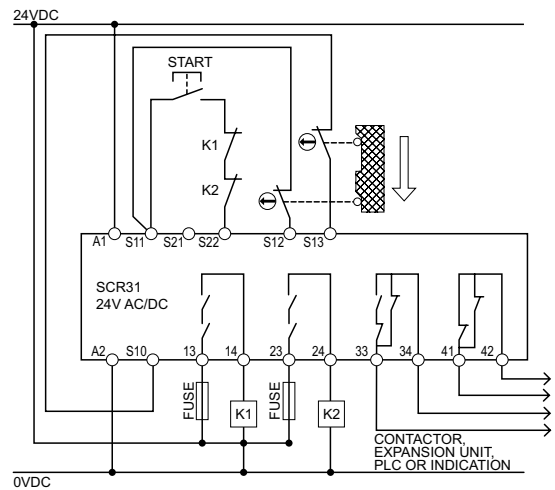 24VDC
START
K1
K2
A1 S11 S21 S22 S12 S13
SCR31
24V AC/DC
A2 S10 13 14 23 24 33 34 41 42
FUSE
K1
FUSE
K2
CONTACTOR,
EXPANSION UNIT,
PLC OR INDICATION
0VDC